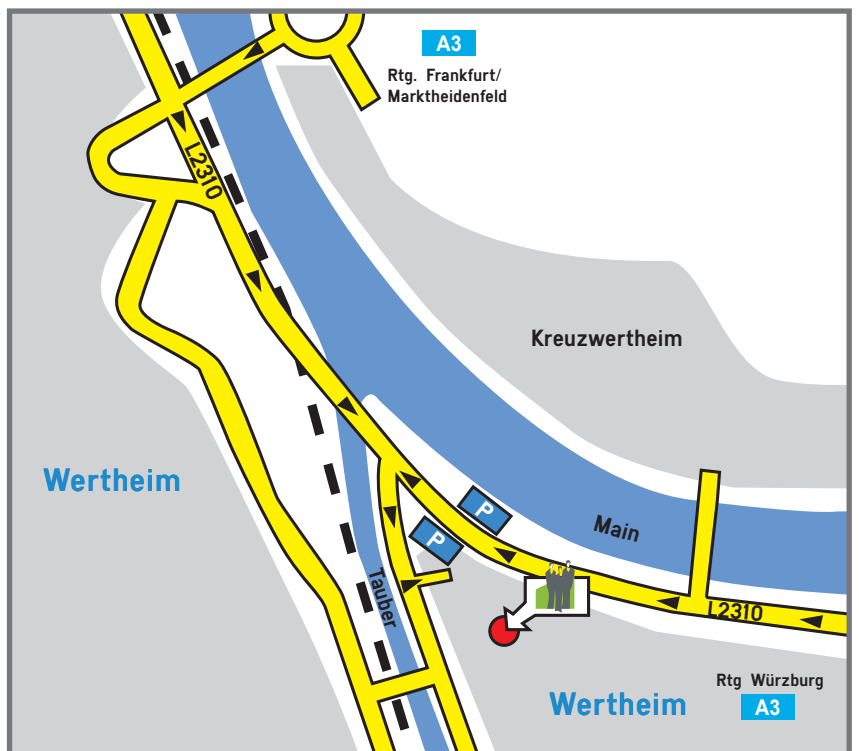 A3
Rtg. Frankfurt/
Marktheidenfeld
L2310
Kreuzwertheim
Wertheim
P
P
Main
Tauber
L2310
Rtg Würzburg
Wertheim
A3